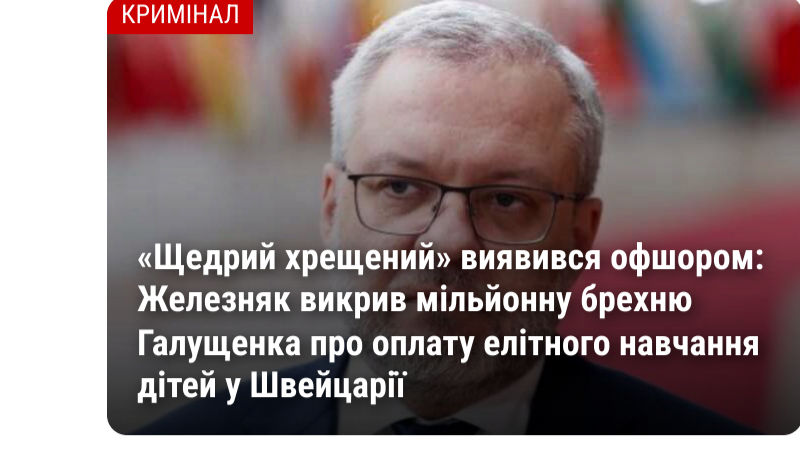 КРИМІНАЛ
«Щедрий хрещений» виявився офшором:
Железняк викрив мільйонну брехню
Галущенка про оплату елітного навчання
дітей у Швейцарії